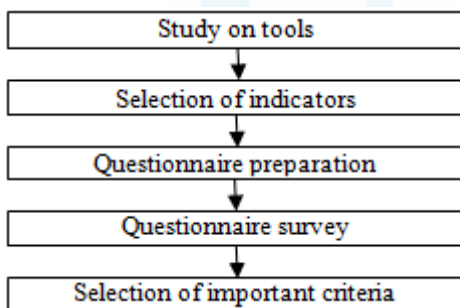 Study on tools
Selection of indicators
Questionnaire preparation
Questionnaire survey
Selection of important criteria